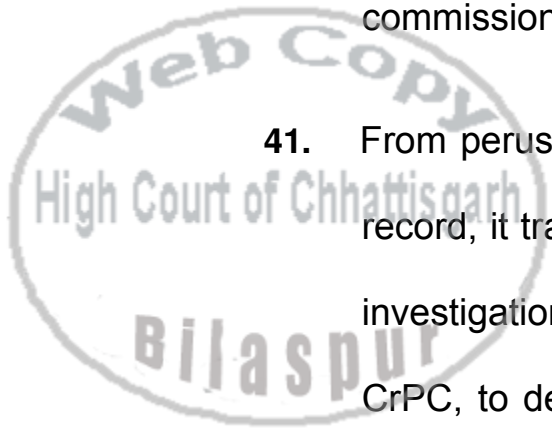 commission
Web Copy
41. From perus
High Court of Chhattisgarh
record, it tra
investigation
Bilaspur
CrPC, to de